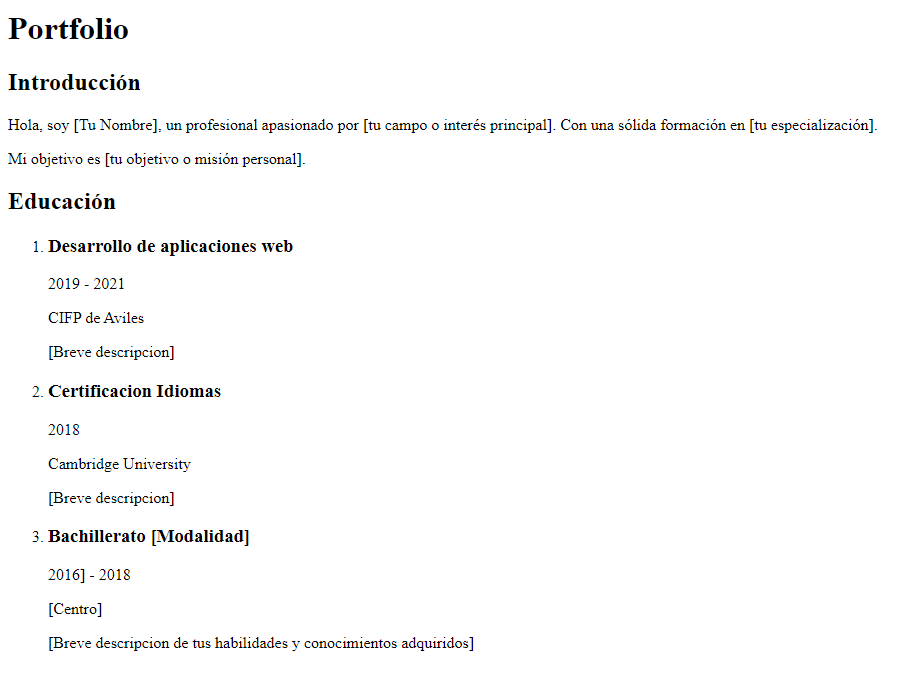 Portfolio
Introducción
Hola, soy [Tu Nombre], un profesional apasionado por [tu campo o interés principal]. Con una sólida formación en [tu especialización].
Mi objetivo es [tu objetivo o misión personal].
Educación
1. Desarrollo de aplicaciones web
2019 - 2021
CIFP de Aviles
[Breve descripcion]
2. Certificacion Idiomas
2018
Cambridge University
[Breve descripcion]
3. Bachillerato [Modalidad]
2016] - 2018
[Centro]
[Breve descripcion de tus habilidades y conocimientos adquiridos]